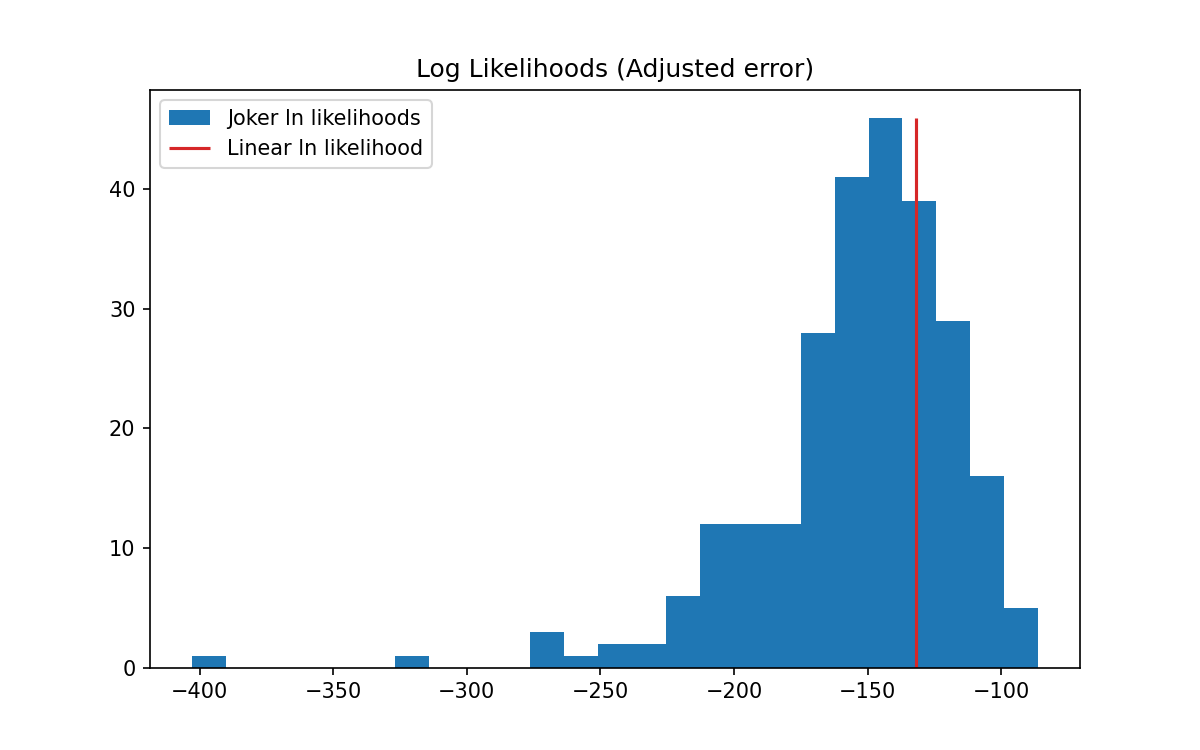 Log Likelihoods (Adjusted error)
Joker ln likelihoods
Linear ln likelihood
40
30
20
10
0
−400 −350 −300 −250 −200 −150 −100